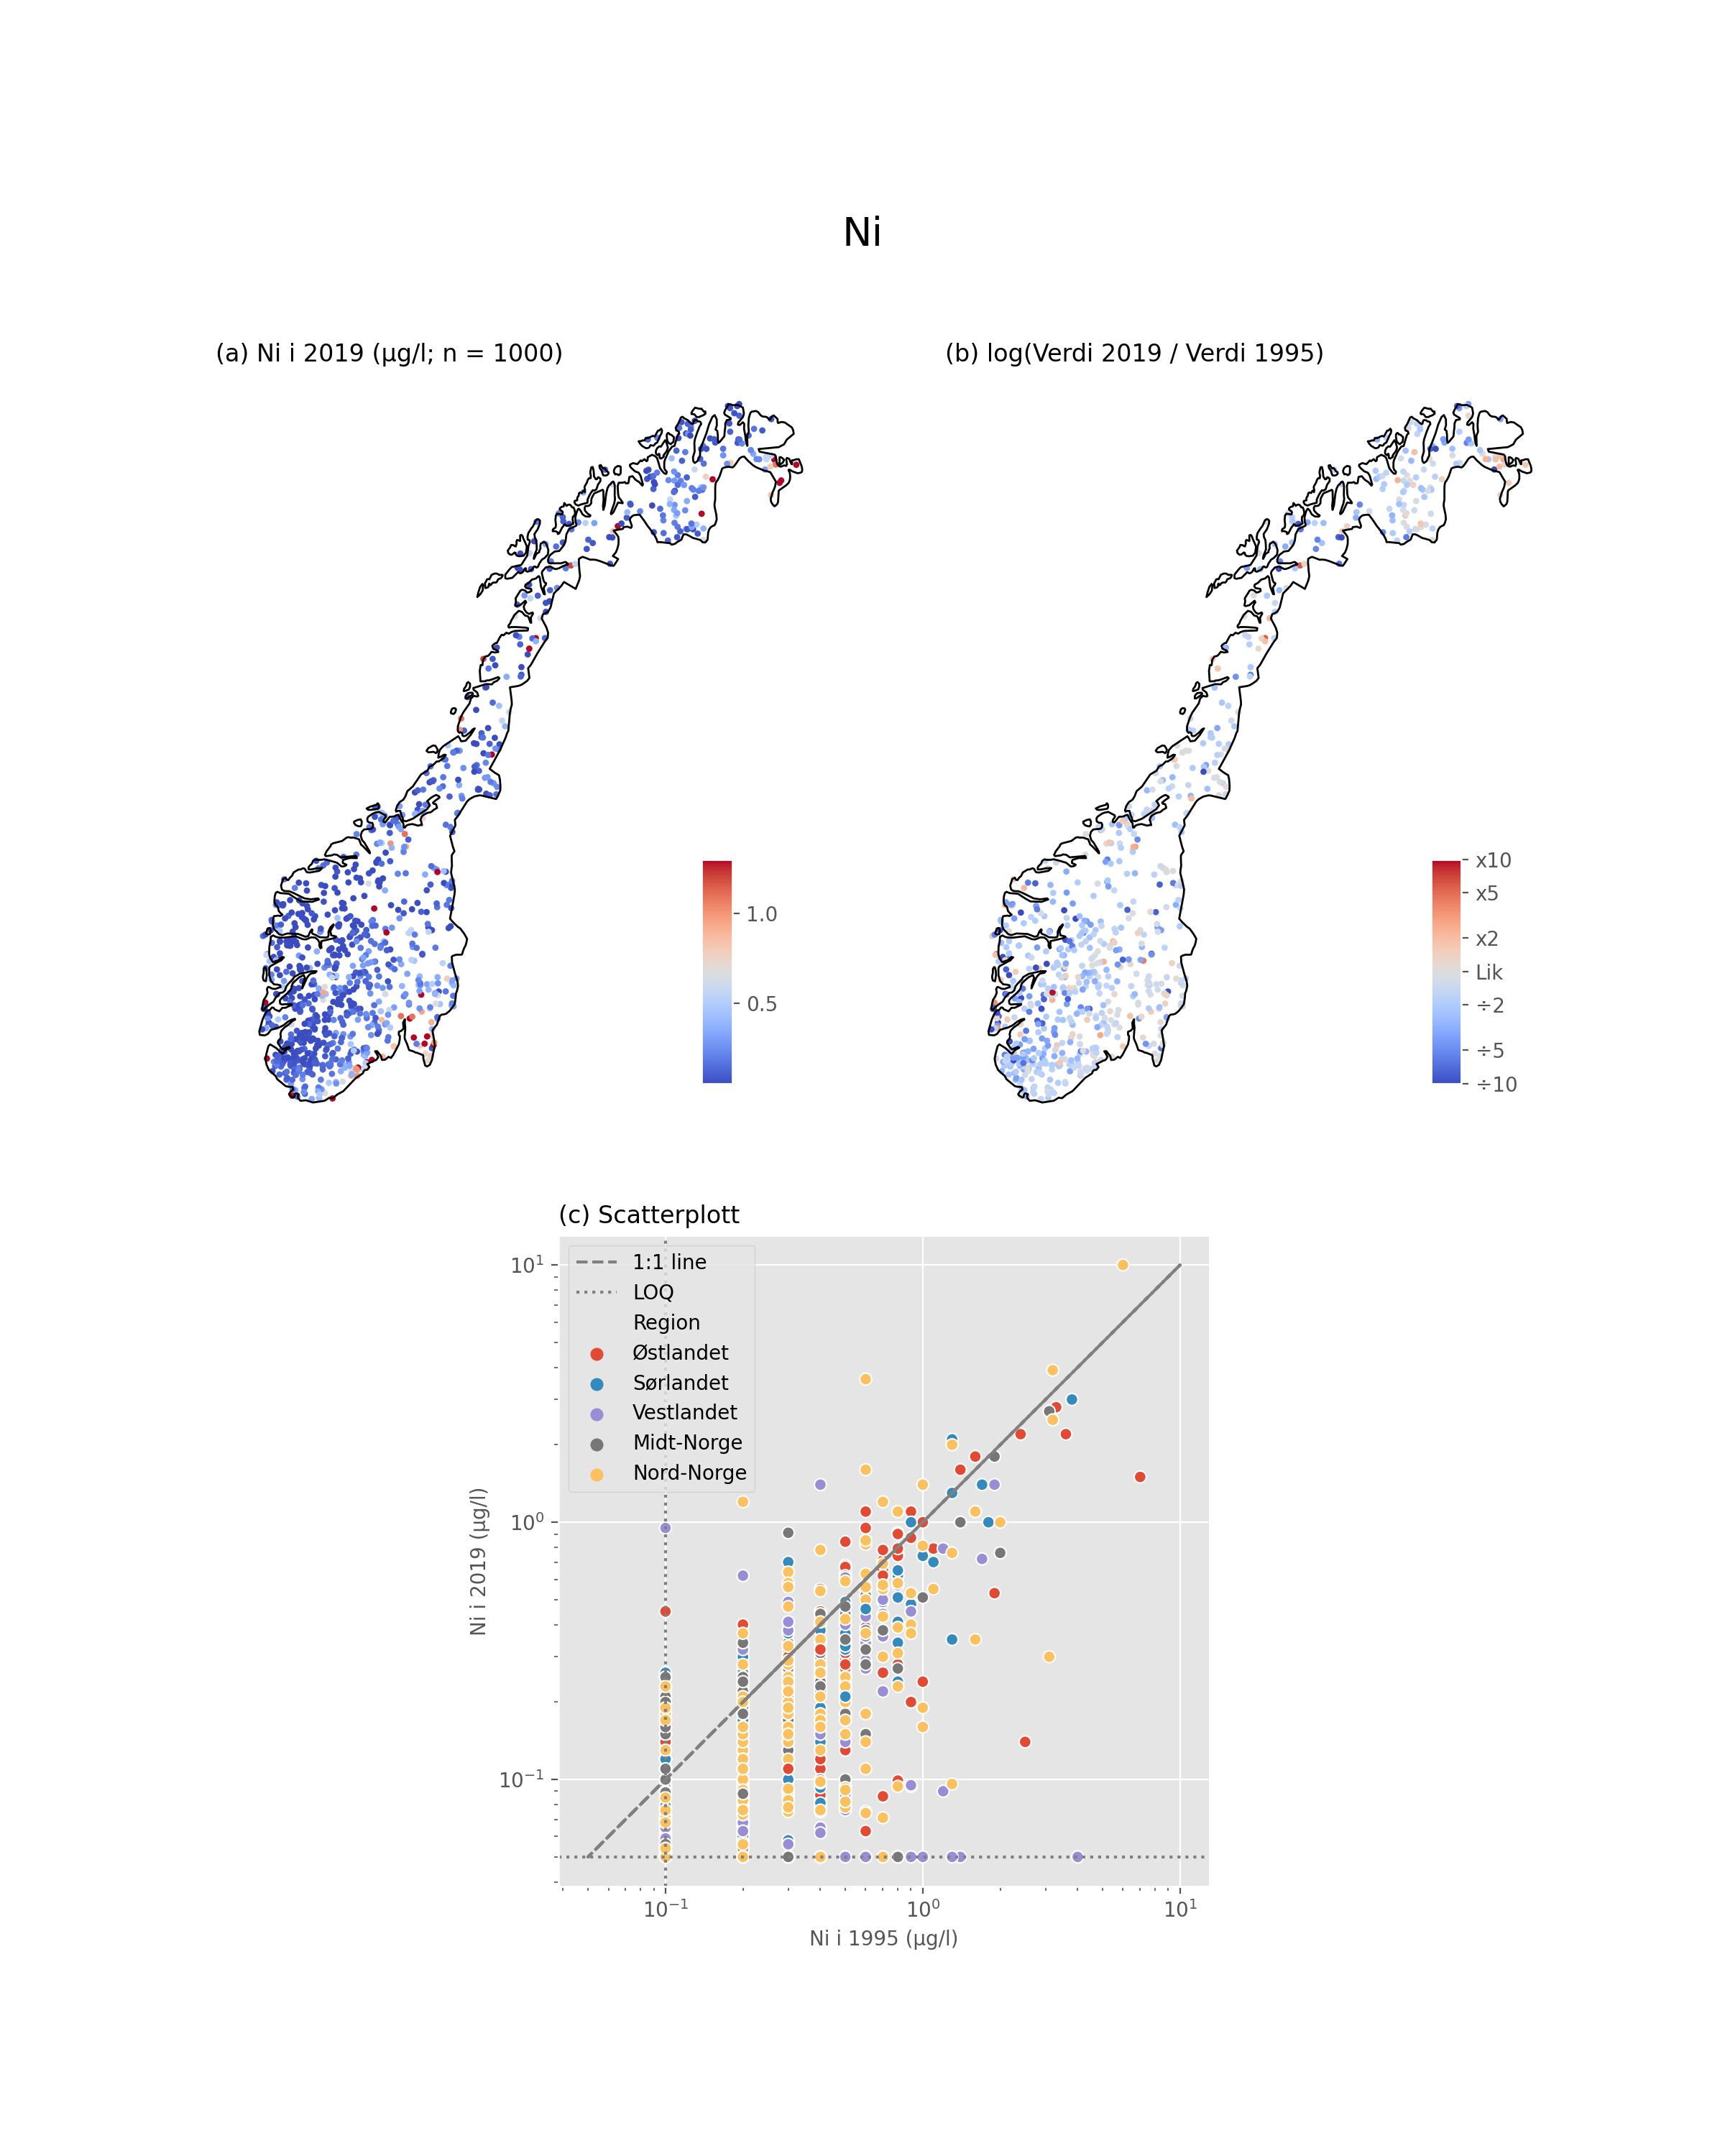 Ni
(a) Ni i 2019 (µg/l; n = 1000)
(b) log(Verdi 2019 / Verdi 1995)
1.0
0.5
x10
x5
x2
Lik
÷2
÷5
÷10
(c) Scatterplott
1:1 line
LOQ
Region
Østlandet
Sørlandet
Vestlandet
Midt-Norge
Nord-Norge
10¹
10⁰
10⁻¹
Ni i 2019 (µg/l)
10⁻¹
10⁰
10¹
Ni i 1995 (µg/l)